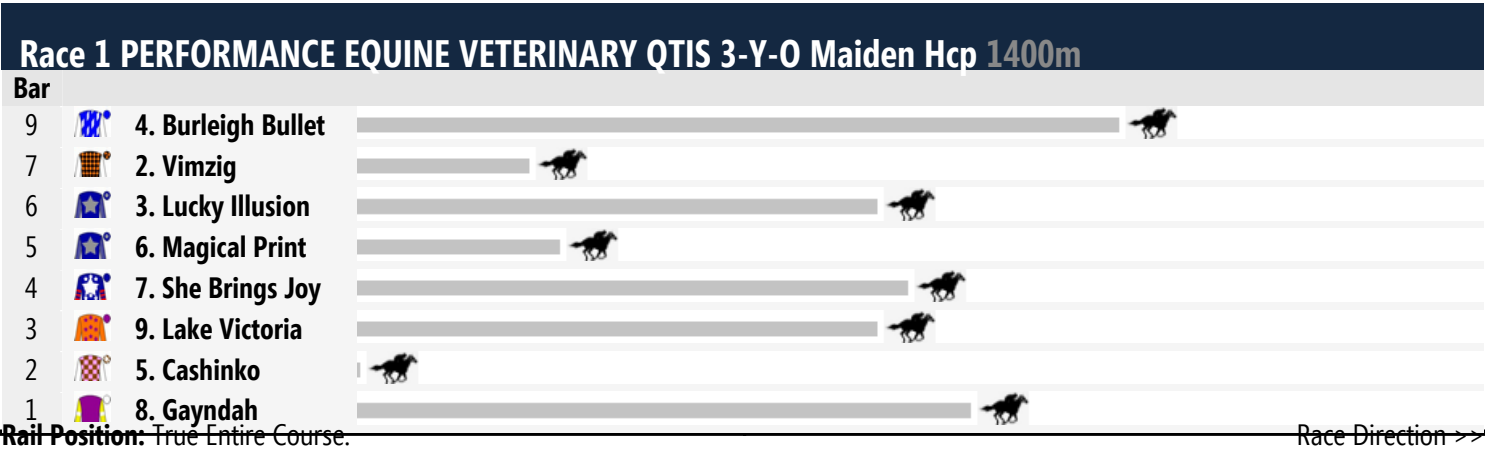 Race 1 PERFORMANCE EQUINE VETERINARY QTIS 3-Y-O Maiden Hcp 1400m
Bar
9 4. Burleigh Bullet
7 2. Vimzig
6 3. Lucky Illusion
5 6. Magical Print
4 7. She Brings Joy
3 9. Lake Victoria
2 5. Cashinko
1 8. Gayndah
Rail Position: True Entire Course. Race Direction >>